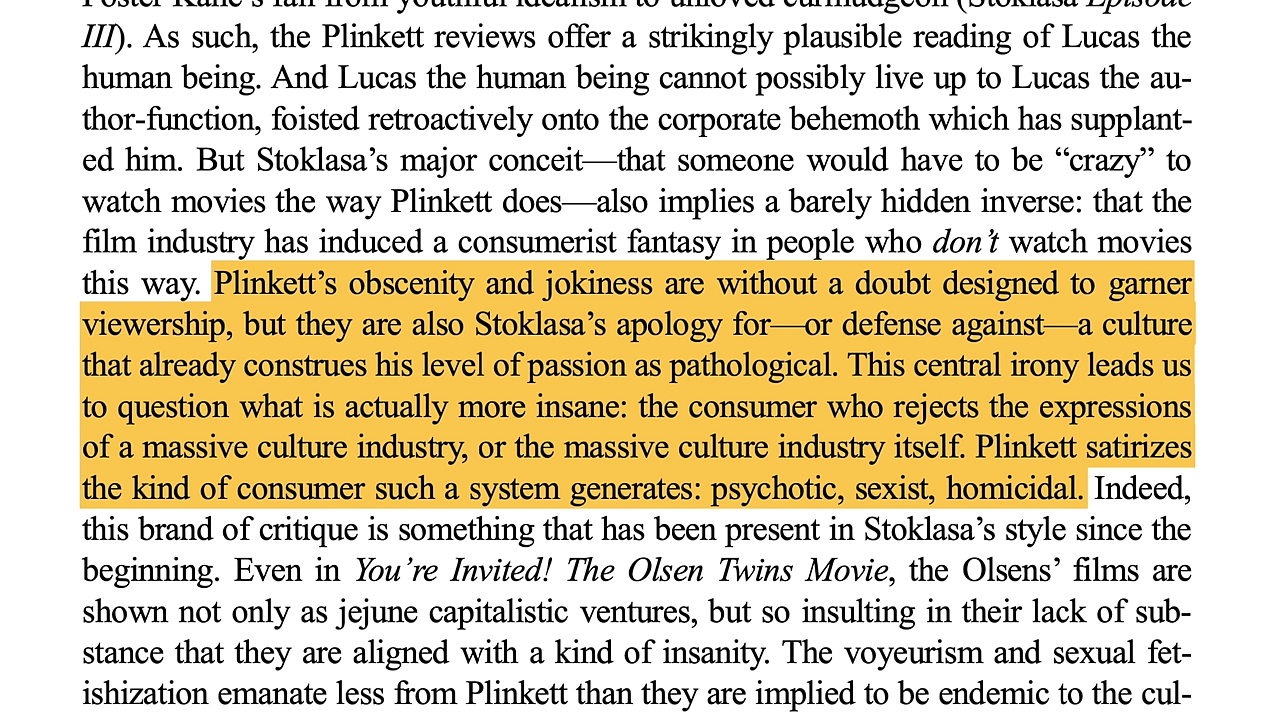 Foster Kane’s fall from youthful idealism to unloved curmudgeon (Stoklasa Episode
III). As such, the Plinkett reviews offer a strikingly plausible reading of Lucas the
human being. And Lucas the human being cannot possibly live up to Lucas the au-
thor-function, foisted retroactively onto the corporate behemoth which has supplant-
ed him. But Stoklasa’s major conceit—that someone would have to be “crazy” to
watch movies the way Plinkett does—also implies a barely hidden inverse: that the
film industry has induced a consumerist fantasy in people who don’t watch movies
this way. Plinkett’s obscenity and jokiness are without a doubt designed to garner
viewership, but they are also Stoklasa’s apology for—or defense against—a culture
that already construes his level of passion as pathological. This central irony leads us
to question what is actually more insane: the consumer who rejects the expressions
of a massive culture industry, or the massive culture industry itself. Plinkett satirizes
the kind of consumer such a system generates: psychotic, sexist, homicidal. Indeed,
this brand of critique is something that has been present in Stoklasa’s style since the
beginning. Even in You’re Invited! The Olsen Twins Movie, the Olsens’ films are
shown not only as jejune capitalistic ventures, but so insulting in their lack of sub-
stance that they are aligned with a kind of insanity. The voyeurism and sexual fet-
ishization emanate less from Plinkett than they are implied to be endemic to the cul-